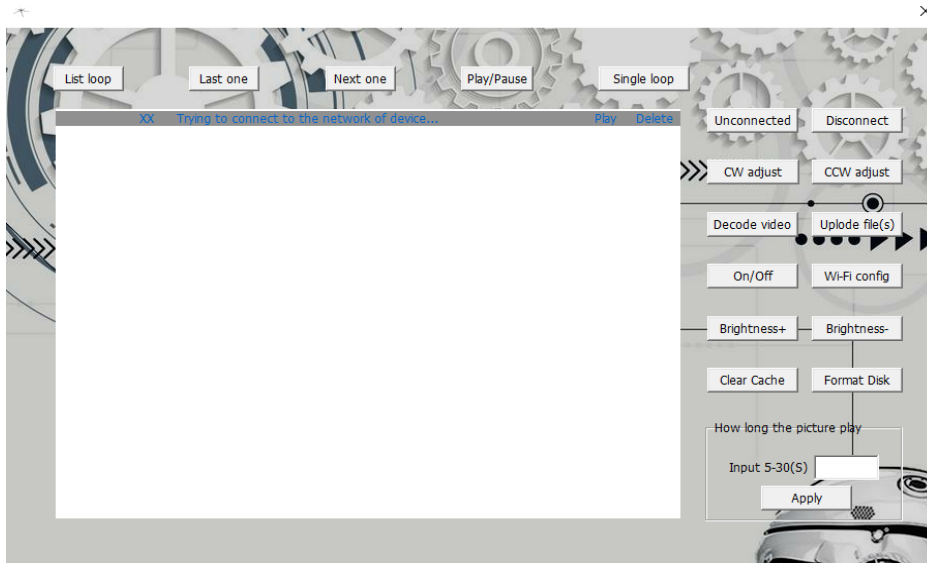 List loop Last one Next one Play/Pause Single loop
XX Trying to connect to the network of device... Play Delete
Unconnected Disconnect
CW adjust CCW adjust
Decode video Uplode file(s)
On/Off Wi-Fi config
Brightness+ Brightness-
Clear Cache Format Disk
How long the picture play
Input 5-30(S)
Apply